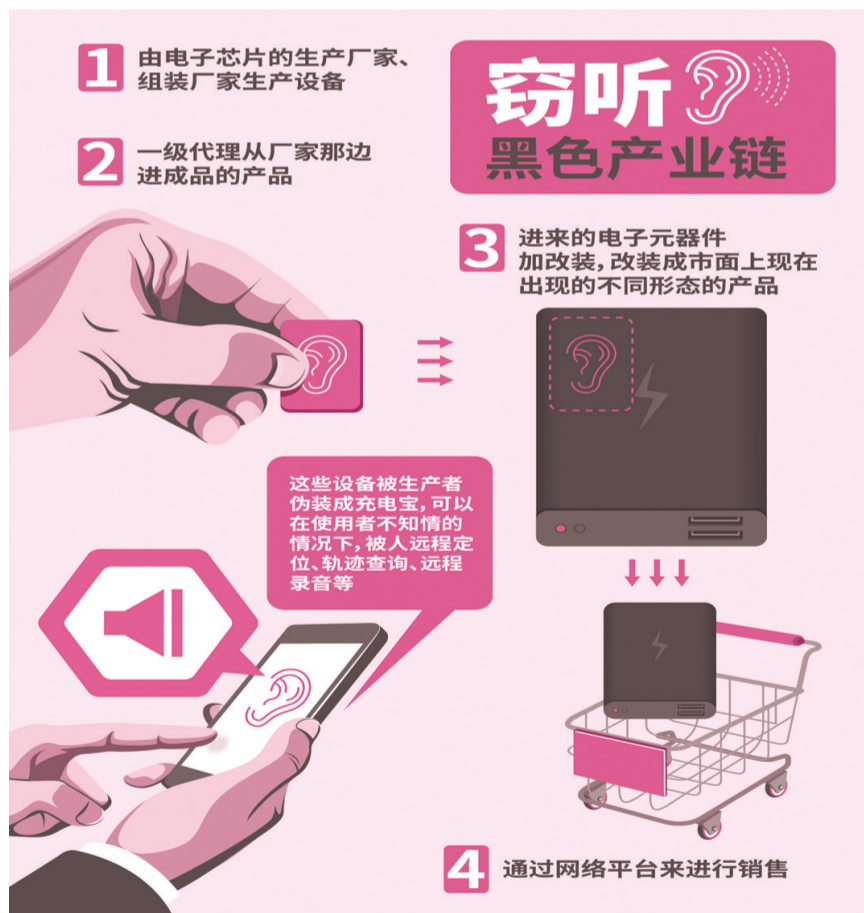 窃听
黑色产业链
1
由电子芯片的生产厂家、
组装厂家生产设备
2
一级代理从厂家那边
进成品的产品
3
进来的电子元器件
加改装,改装成市面上现在
出现的不同形态的产品
这些设备被生产者
伪装成充电宝,可以
在使用者不知情的
情况下,被人远程定
位、轨迹查询、远程
录音等
4
通过网络平台来进行销售